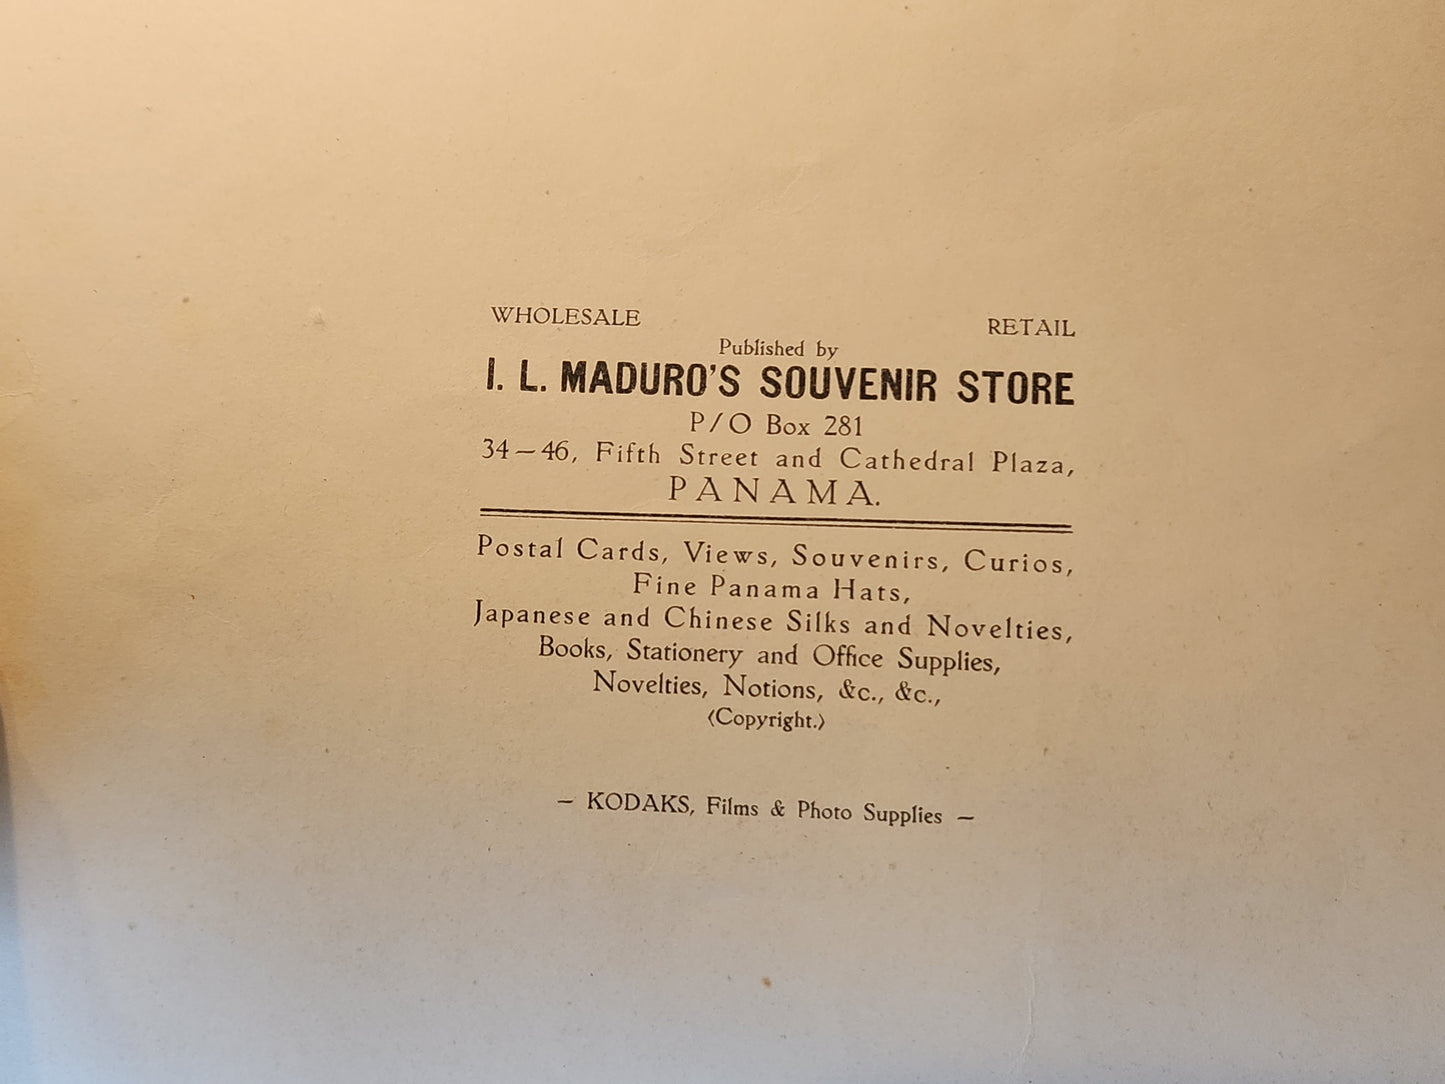 WHOLESALE RETAIL
Published by
I. L. MADURO'S SOUVENIR STORE
P/O Box 281
34—46, Fifth Street and Cathedral Plaza,
PANAMA.
Postal Cards, Views, Souvenirs, Curios,
Fine Panama Hats,
Japanese and Chinese Silks and Novelties,
Books, Stationery and Office Supplies,
Novelties, Notions, &c., &c.,
(Copyright.)
— KODAKS, Films & Photo Supplies —